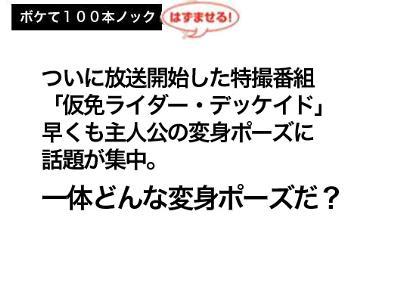 ボケて１００本ノック
はずませる!
ついに放送開始した特撮番組
「仮免ライダー・デッケイド」
早くも主人公の変身ポーズに
話題が集中。
一体どんな変身ポーズだ？